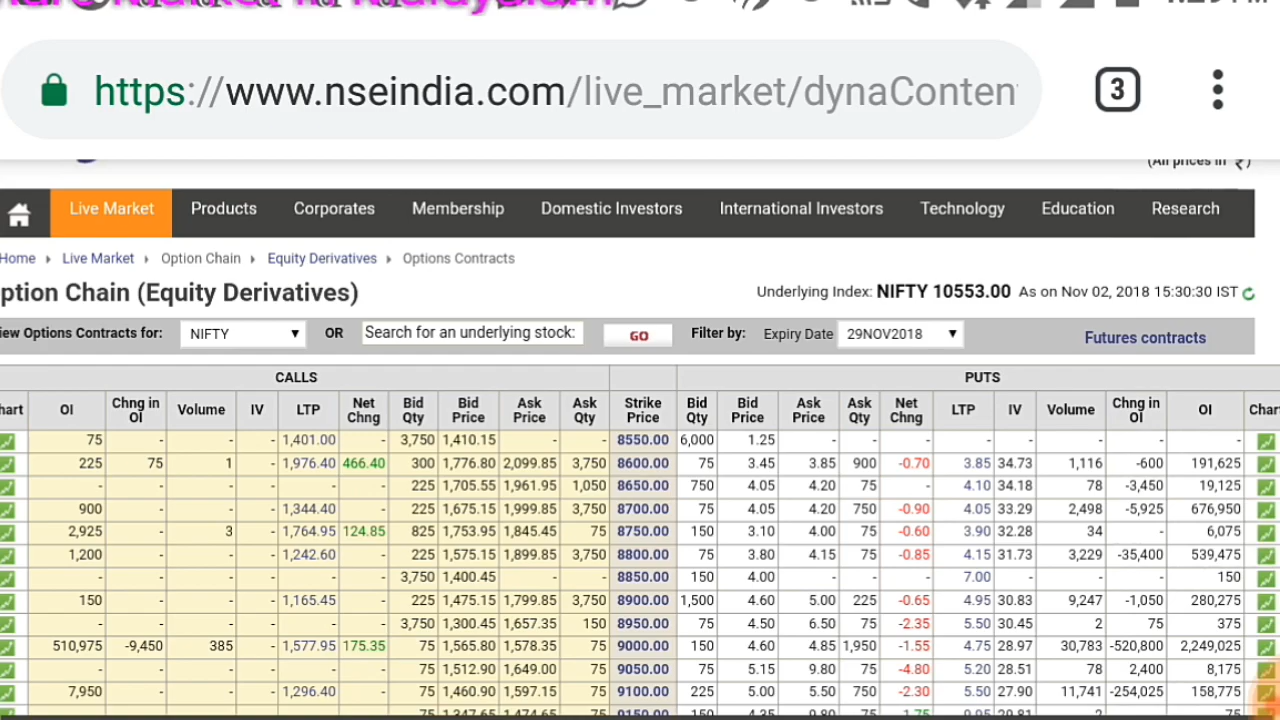 https://www.nseindia.com/live_market/dynaConten
3
(All prices in ₹)
Live Market Products Corporates Membership Domestic Investors International Investors Technology Education Research
Home Live Market Option Chain Equity Derivatives Options Contracts
ption Chain (Equity Derivatives) Underlying Index: NIFTY 10553.00 As on Nov 02, 2018 15:30:30 IST
iew Options Contracts for: NIFTY OR Search for an underlying stock: GO Filter by: Expiry Date 29NOV2018 Futures contracts
CALLS PUTS
hart OI Chng in OI Volume IV LTP Net Chng Bid Qty Bid Price Ask Price Ask Qty Strike Price Bid Qty Bid Price Ask Price Ask Qty Net Chng LTP IV Volume Chng in OI OI Char
75 - - - 1,401.00 - 3,750 1,410.15 - - 8550.00 6,000 1.25 - - - - - - - -
225 75 1 - 1,976.40 466.40 300 1,776.80 2,099.85 3,750 8600.00 75 3.45 3.85 900 -0.70 3.85 34.73 1,116 -600 191,625
- - - - - - 225 1,705.55 1,961.95 1,050 8650.00 750 4.05 4.20 75 - 4.10 34.18 78 -3,450 19,125
900 - - - 1,344.40 - 225 1,675.15 1,999.85 3,750 8700.00 75 4.05 4.20 750 -0.90 4.05 33.29 2,498 -5,925 676,950
2,925 - 3 - 1,764.95 124.85 825 1,753.95 1,845.45 75 8750.00 150 3.10 4.00 75 -0.60 3.90 32.28 34 - 6,075
1,200 - - - 1,242.60 - 225 1,575.15 1,899.85 3,750 8800.00 75 3.80 4.15 75 -0.85 4.15 31.73 3,229 -35,400 539,475
- - - - - - 3,750 1,400.45 - - 8850.00 150 4.00 - - - 7.00 - - - 150
150 - - - 1,165.45 - 225 1,475.15 1,799.85 3,750 8900.00 1,500 4.60 5.00 225 -0.65 4.95 30.83 9,247 -1,050 280,275
- - - - - - 3,750 1,300.45 1,657.35 150 8950.00 75 4.50 6.50 75 -2.35 5.50 30.45 2 75 375
510,975 -9,450 385 - 1,577.95 175.35 75 1,565.80 1,578.35 75 9000.00 150 4.60 4.85 1,950 -1.55 4.75 28.97 30,783 -520,800 2,249,025
- - - - - - 75 1,512.90 1,649.00 75 9050.00 75 5.15 9.80 75 -4.80 5.20 28.51 78 2,400 8,175
7,950 - - - 1,296.40 - 75 1,460.90 1,597.15 75 9100.00 225 5.00 5.50 750 -2.30 5.50 27.90 11,741 -254,025 158,775